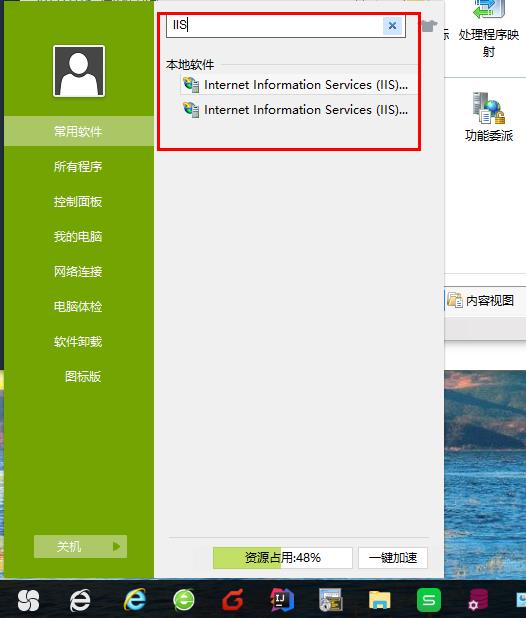 IIS
本地软件
Internet Information Services (IIS)...
Internet Information Services (IIS)...
常用软件
所有程序
控制面板
我的电脑
网络连接
电脑体检
软件卸载
图标版
关机
资源占用:48%
一键加速
处理程序映
射
功能委派
内容视图